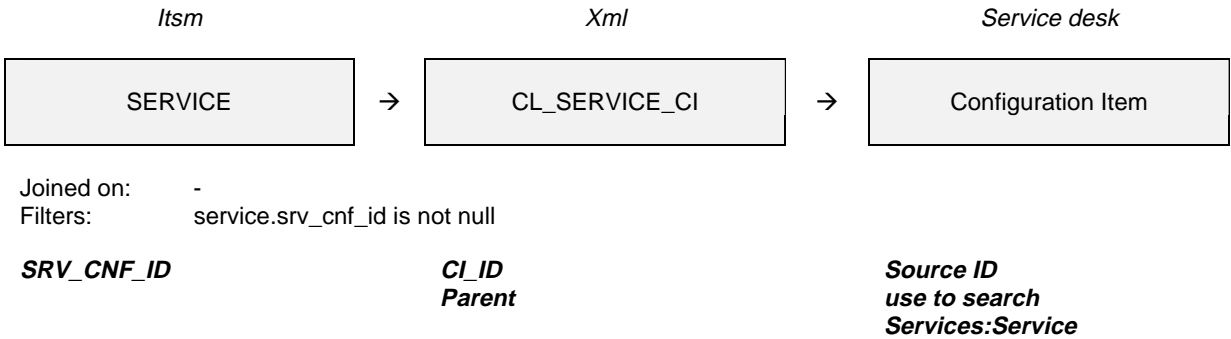 Itsm Xml Service desk
SERVICE → CL_SERVICE_CI → Configuration Item
Joined on: -
Filters: service.srv_cnf_id is not null
SRV_CNF_ID CI_ID Source ID
Parent use to search
Services:Service